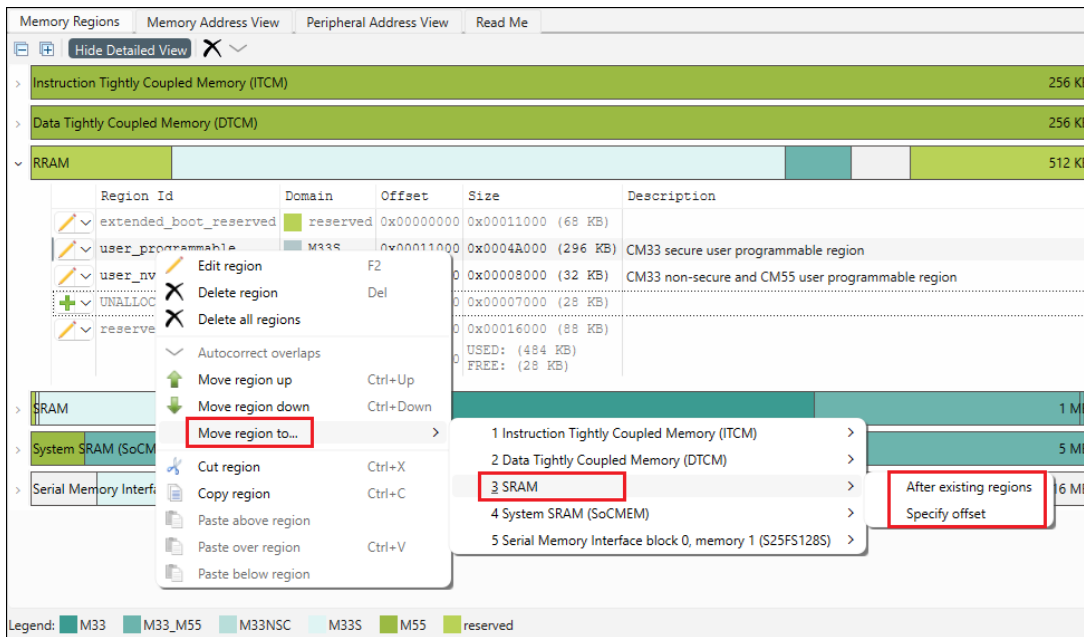 Memory Regions Memory Address View Peripheral Address View Read Me
Hide Detailed View
Instruction Tightly Coupled Memory (ITCM) 256 K
Data Tightly Coupled Memory (DTCM) 256 K
RRAM 512 K
Region Id Domain Offset Size Description
extended_boot_reserved reserved 0x00000000 0x00011000 (68 KB)
user_programmable M33S 0x00011000 0x0004A000 (296 KB) CM33 secure user programmable region
user_nv 0 0x00008000 (32 KB) CM33 non-secure and CM55 user programmable region
UNALLOC 0 0x00007000 (28 KB)
reserve 0 0x00016000 (88 KB)
0 USED: (484 KB)
FREE: (28 KB)
Edit region F2
Delete region Del
Delete all regions
Autocorrect overlaps
Move region up Ctrl+Up
Move region down Ctrl+Down
Move region to...
Cut region Ctrl+X
Copy region Ctrl+C
Paste above region
Paste over region Ctrl+V
Paste below region
1 Instruction Tightly Coupled Memory (ITCM)
2 Data Tightly Coupled Memory (DTCM)
3 SRAM
4 System SRAM (SoCMEM)
5 Serial Memory Interface block 0, memory 1 (S25FS128S)
After existing regions
Specify offset
SRAM 1 M
System SRAM (SoCM 5 M
Serial Memory Interfa 16 M
Legend: M33 M33_M55 M33NSC M33S M55 reserved